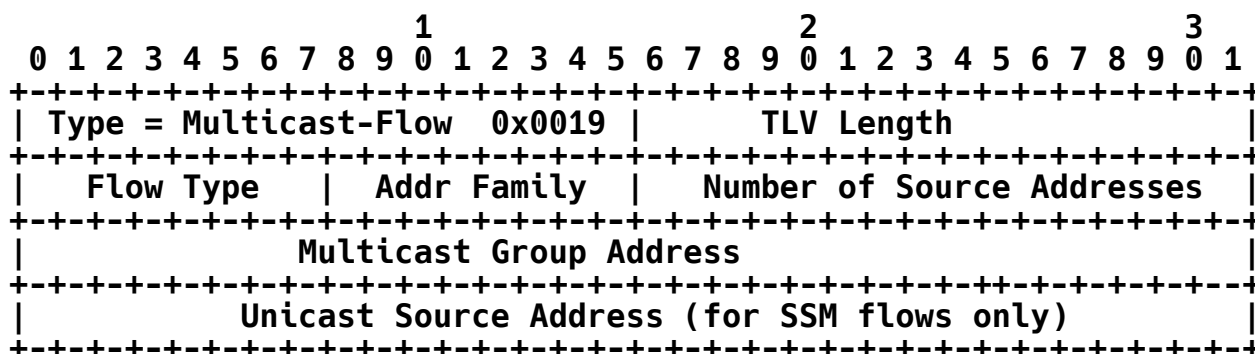 1                   2                   3
 0 1 2 3 4 5 6 7 8 9 0 1 2 3 4 5 6 7 8 9 0 1 2 3 4 5 6 7 8 9 0 1
+-+-+-+-+-+-+-+-+-+-+-+-+-+-+-+-+-+-+-+-+-+-+-+-+-+-+-+-+-+-+-+-+
| Type = Multicast-Flow  0x0019 |      TLV Length               |
+-+-+-+-+-+-+-+-+-+-+-+-+-+-+-+-+-+-+-+-+-+-+-+-+-+-+-+-+-+-+-+-+
|   Flow Type   |  Addr Family  |   Number of Source Addresses  |
+-+-+-+-+-+-+-+-+-+-+-+-+-+-+-+-+-+-+-+-+-+-+-+-+-+-+-+-+-+-+-+-+
|              Multicast Group Address                          |
+-+-+-+-+-+-+-+-+-+-+-+-+-+-+-+-+-+-+-+-+-+-+-+-+-++-+-+-+-+-+--+
|           Unicast Source Address (for SSM flows only)         |
+-+-+-+-+-+-+-+-+-+-+-+-+-+-+-+-+-+-+-+-+-+-+-+-+-+-+-+-+-+-+-+-+